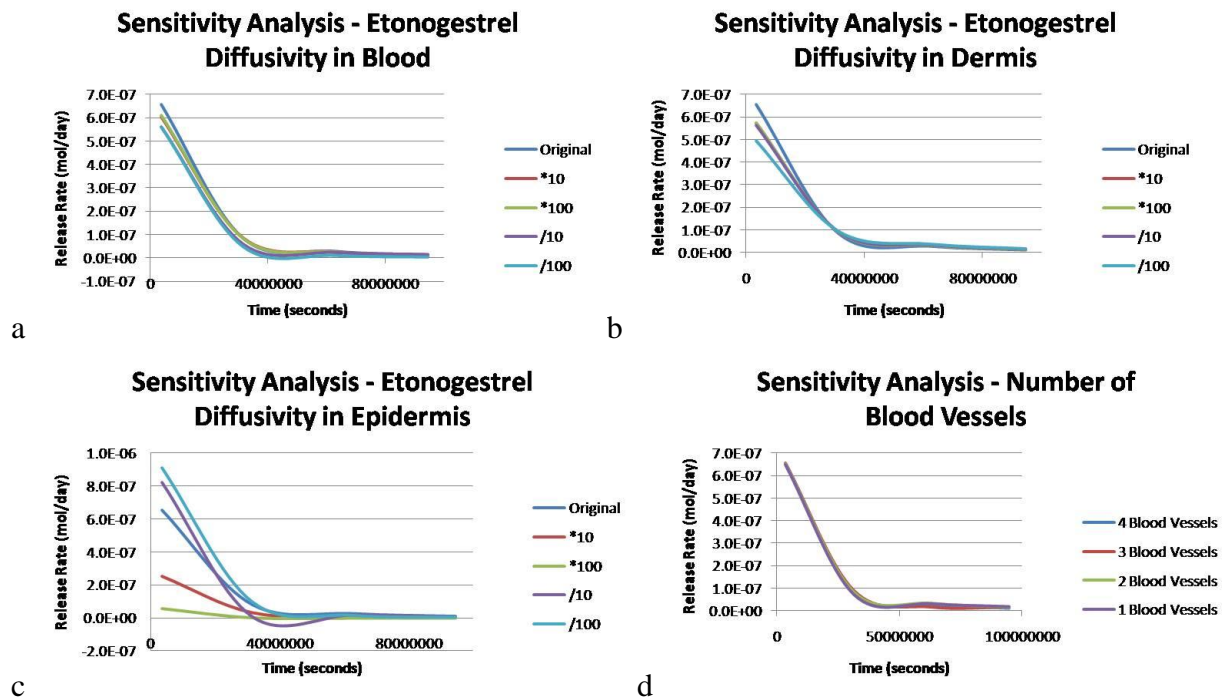 Sensitivity Analysis - Etonogestrel
Diffusivity in Blood
7.0E-07
6.0E-07
5.0E-07
4.0E-07
3.0E-07
2.0E-07
1.0E-07
0.0E+00
-1.0E-07
Release Rate (mol/day)
0
40000000
80000000
Time (seconds)
Original
*10
*100
/10
/100
a
Sensitivity Analysis - Etonogestrel
Diffusivity in Dermis
7.0E-07
6.0E-07
5.0E-07
4.0E-07
3.0E-07
2.0E-07
1.0E-07
0.0E+00
Release Rate (mol/day)
0
40000000
80000000
Time (seconds)
Original
*10
*100
/10
/100
b
Sensitivity Analysis - Etonogestrel
Diffusivity in Epidermis
1.0E-06
8.0E-07
6.0E-07
4.0E-07
2.0E-07
0.0E+00
-2.0E-07
Release Rate (mol/day)
0
40000000
80000000
Time (seconds)
Original
*10
*100
/10
/100
c
Sensitivity Analysis - Number of
Blood Vessels
7.0E-07
6.0E-07
5.0E-07
4.0E-07
3.0E-07
2.0E-07
1.0E-07
0.0E+00
Release Rate (mol/day)
0
50000000
100000000
Time (seconds)
4 Blood Vessels
3 Blood Vessels
2 Blood Vessels
1 Blood Vessels
d